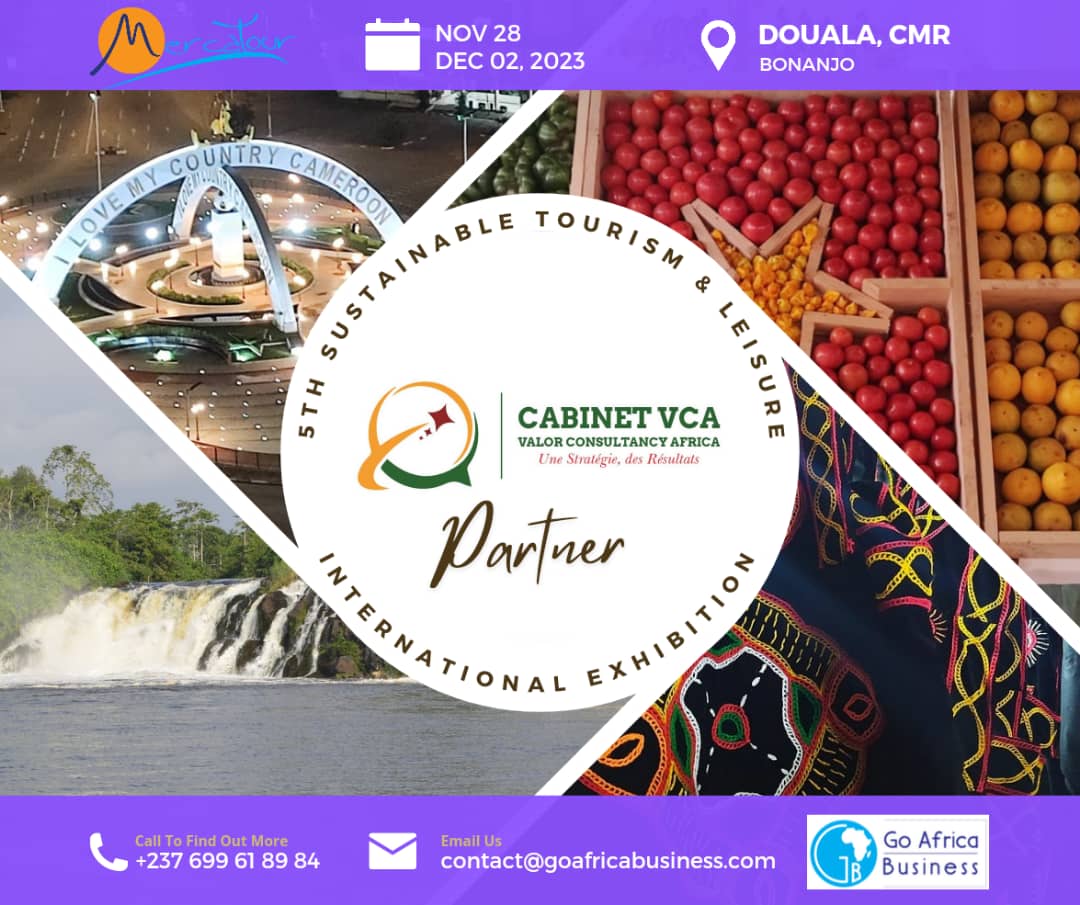 Mercatour
NOV 28
DEC 02, 2023
DOUALA, CMR
BONANJO
I LOVE MY COUNTRY CAMEROON
5TH SUSTAINABLE TOURISM & LEISURE
CABINET VCA
VALOR CONSULTANCY AFRICA
Une Stratégie, des Résultats
Partner
INTERNATIONAL EXHIBITION
Call To Find Out More
+237 699 61 89 84
Email Us
contact@goafricabusiness.com
Go Africa
Business
GB